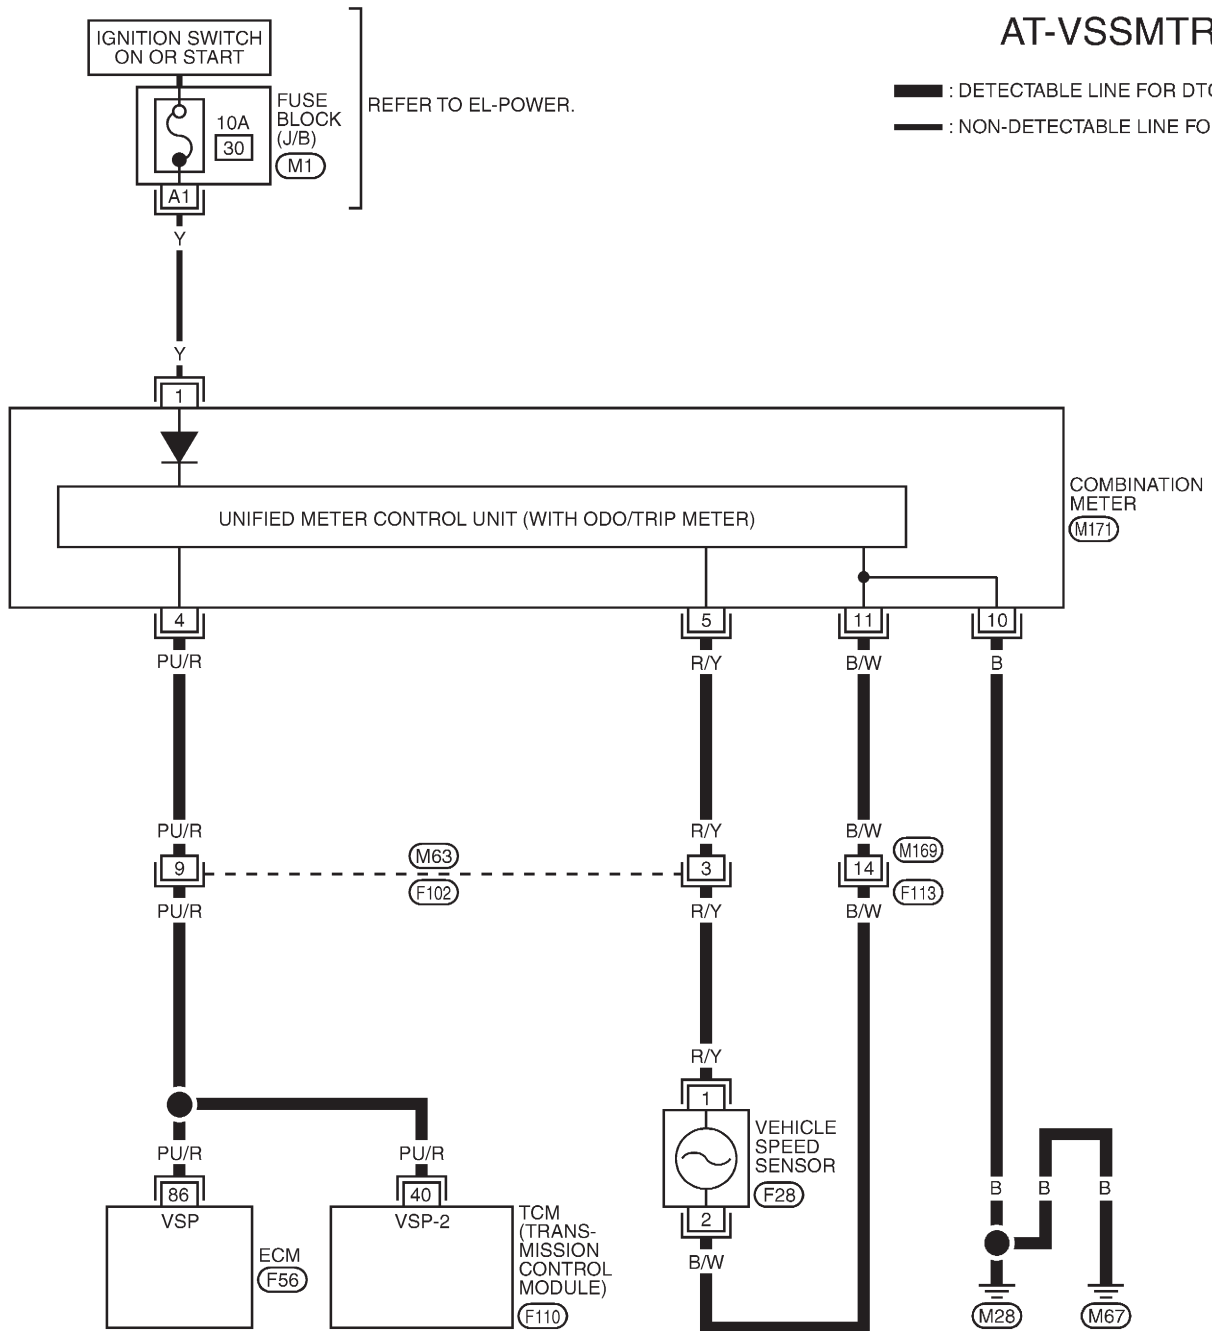 AT-VSSMTR
IGNITION SWITCH
ON OR START
FUSE
BLOCK
(J/B)
M1
10A
30
A1
REFER TO EL-POWER.
: DETECTABLE LINE FOR DTC
: NON-DETECTABLE LINE FO
Y
Y
1
UNIFIED METER CONTROL UNIT (WITH ODO/TRIP METER)
COMBINATION
METER
M171
4
5
11
10
PU/R
R/Y
B/W
B
PU/R
R/Y
B/W
9
M63
F102
3
14
M169
F113
PU/R
R/Y
B/W
R/Y
1
VEHICLE
SPEED
SENSOR
F28
2
B/W
PU/R
PU/R
86
40
VSP
VSP-2
ECM
F56
TCM
(TRANS-
MISSION
CONTROL
MODULE)
F110
B
B
B
M28
M67